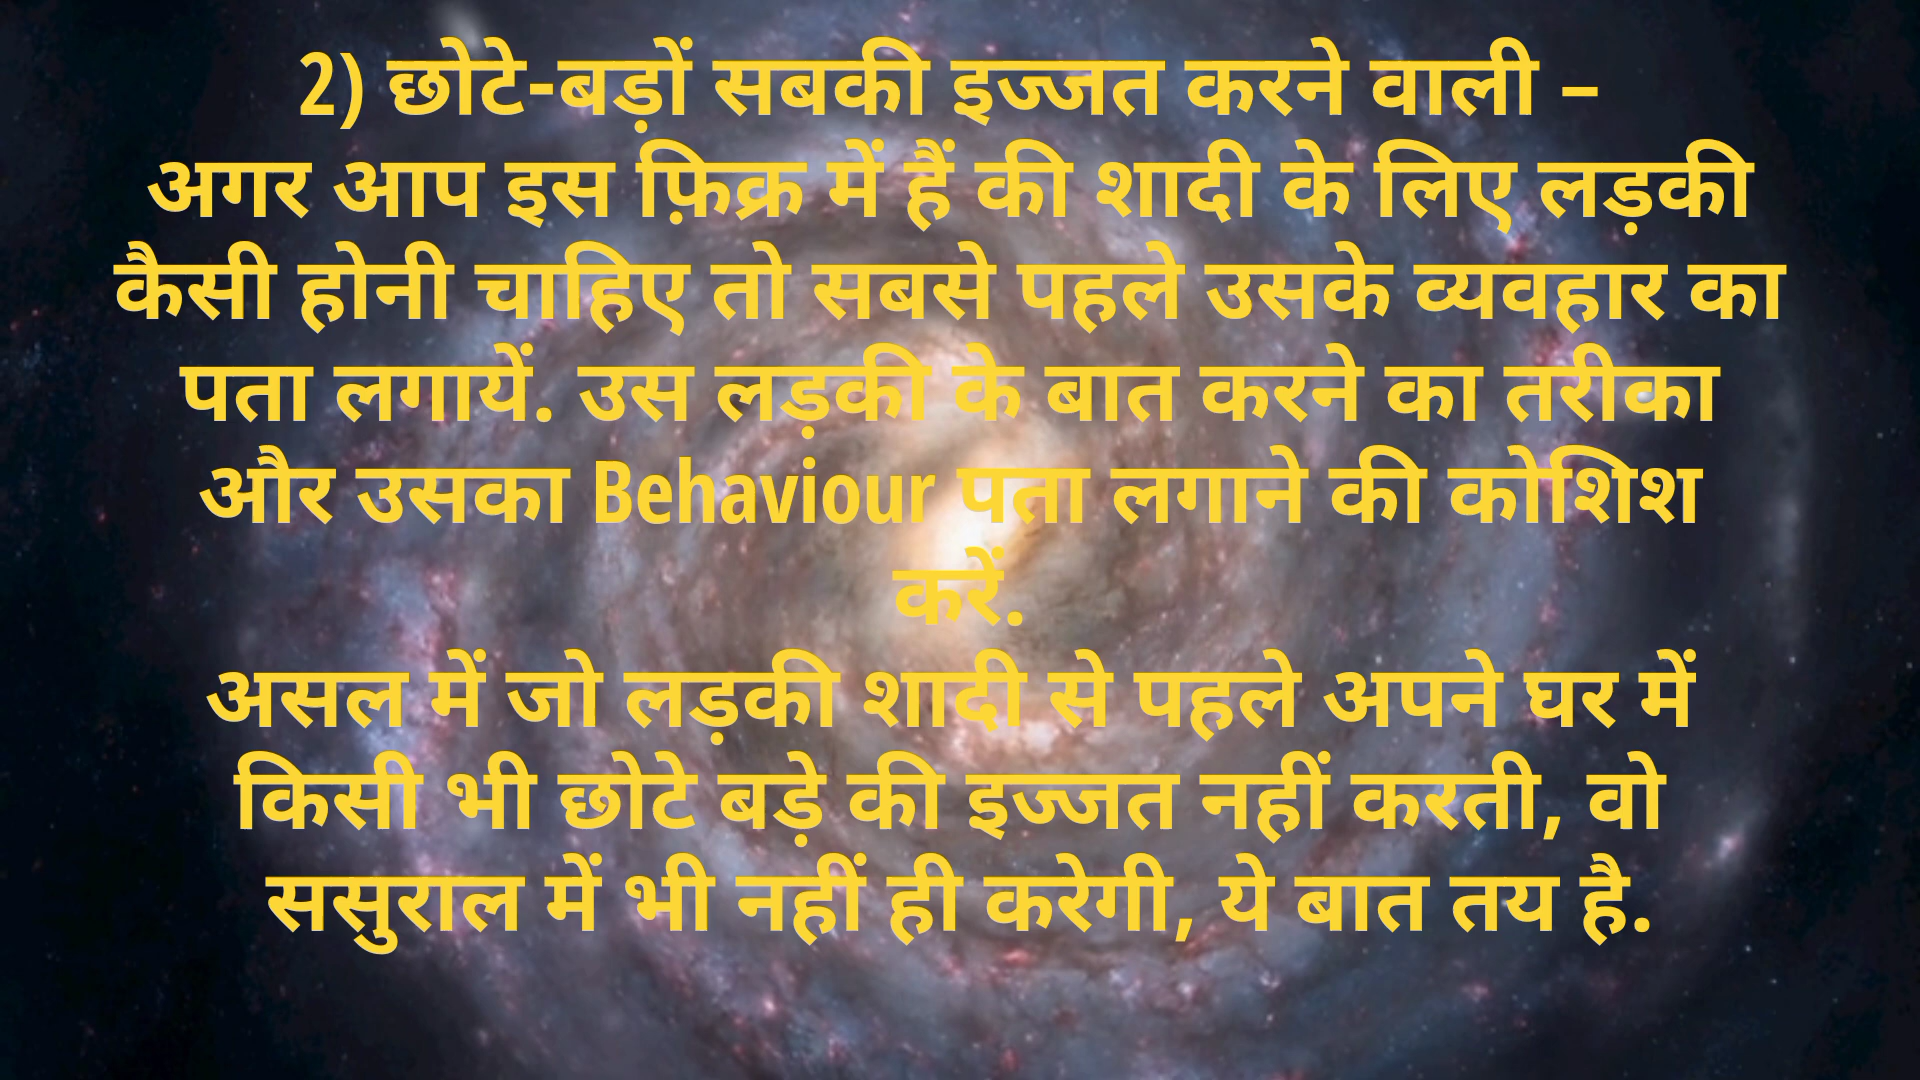 2) छोटे-बड़ों सबकी इज्जत करने वाली –
अगर आप इस फ़िक्र में हैं की शादी के लिए लड़की
कैसी होनी चाहिए तो सबसे पहले उसके व्यवहार का
पता लगायें. उस लड़की के बात करने का तरीका
और उसका Behaviour पता लगाने की कोशिश
करें.
असल में जो लड़की शादी से पहले अपने घर में
किसी भी छोटे बड़े की इज्जत नहीं करती, वो
ससुराल में भी नहीं ही करेगी, ये बात तय है.